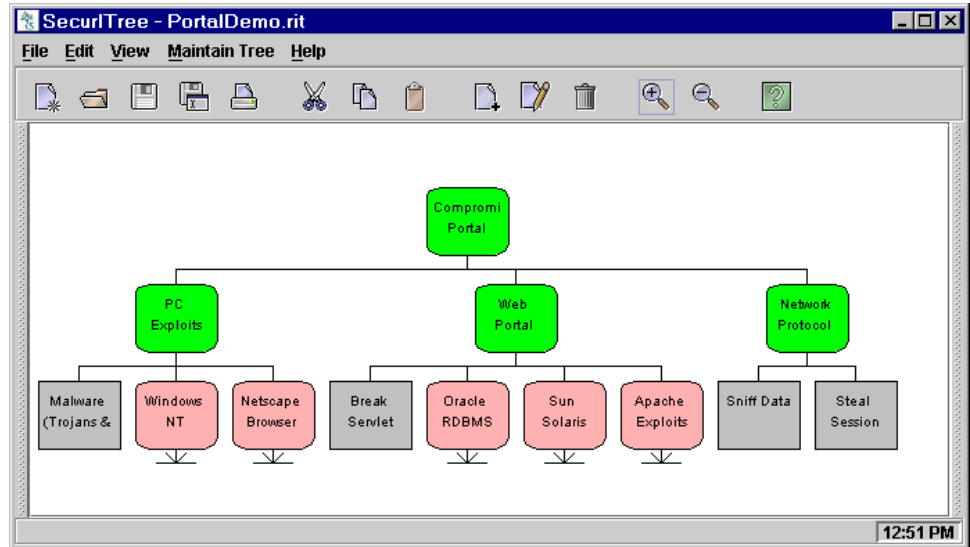 SecurITree - PortalDemo.rit
File Edit View Maintain Tree Help
Compromi
Portal
PC
Exploits
Web
Portal
Network
Protocol
Malware
(Trojans &
Windows
NT
Netscape
Browser
Break
Servlet
Oracle
RDBMS
Sun
Solaris
Apache
Exploits
Sniff Data
Steal
Session
12:51 PM